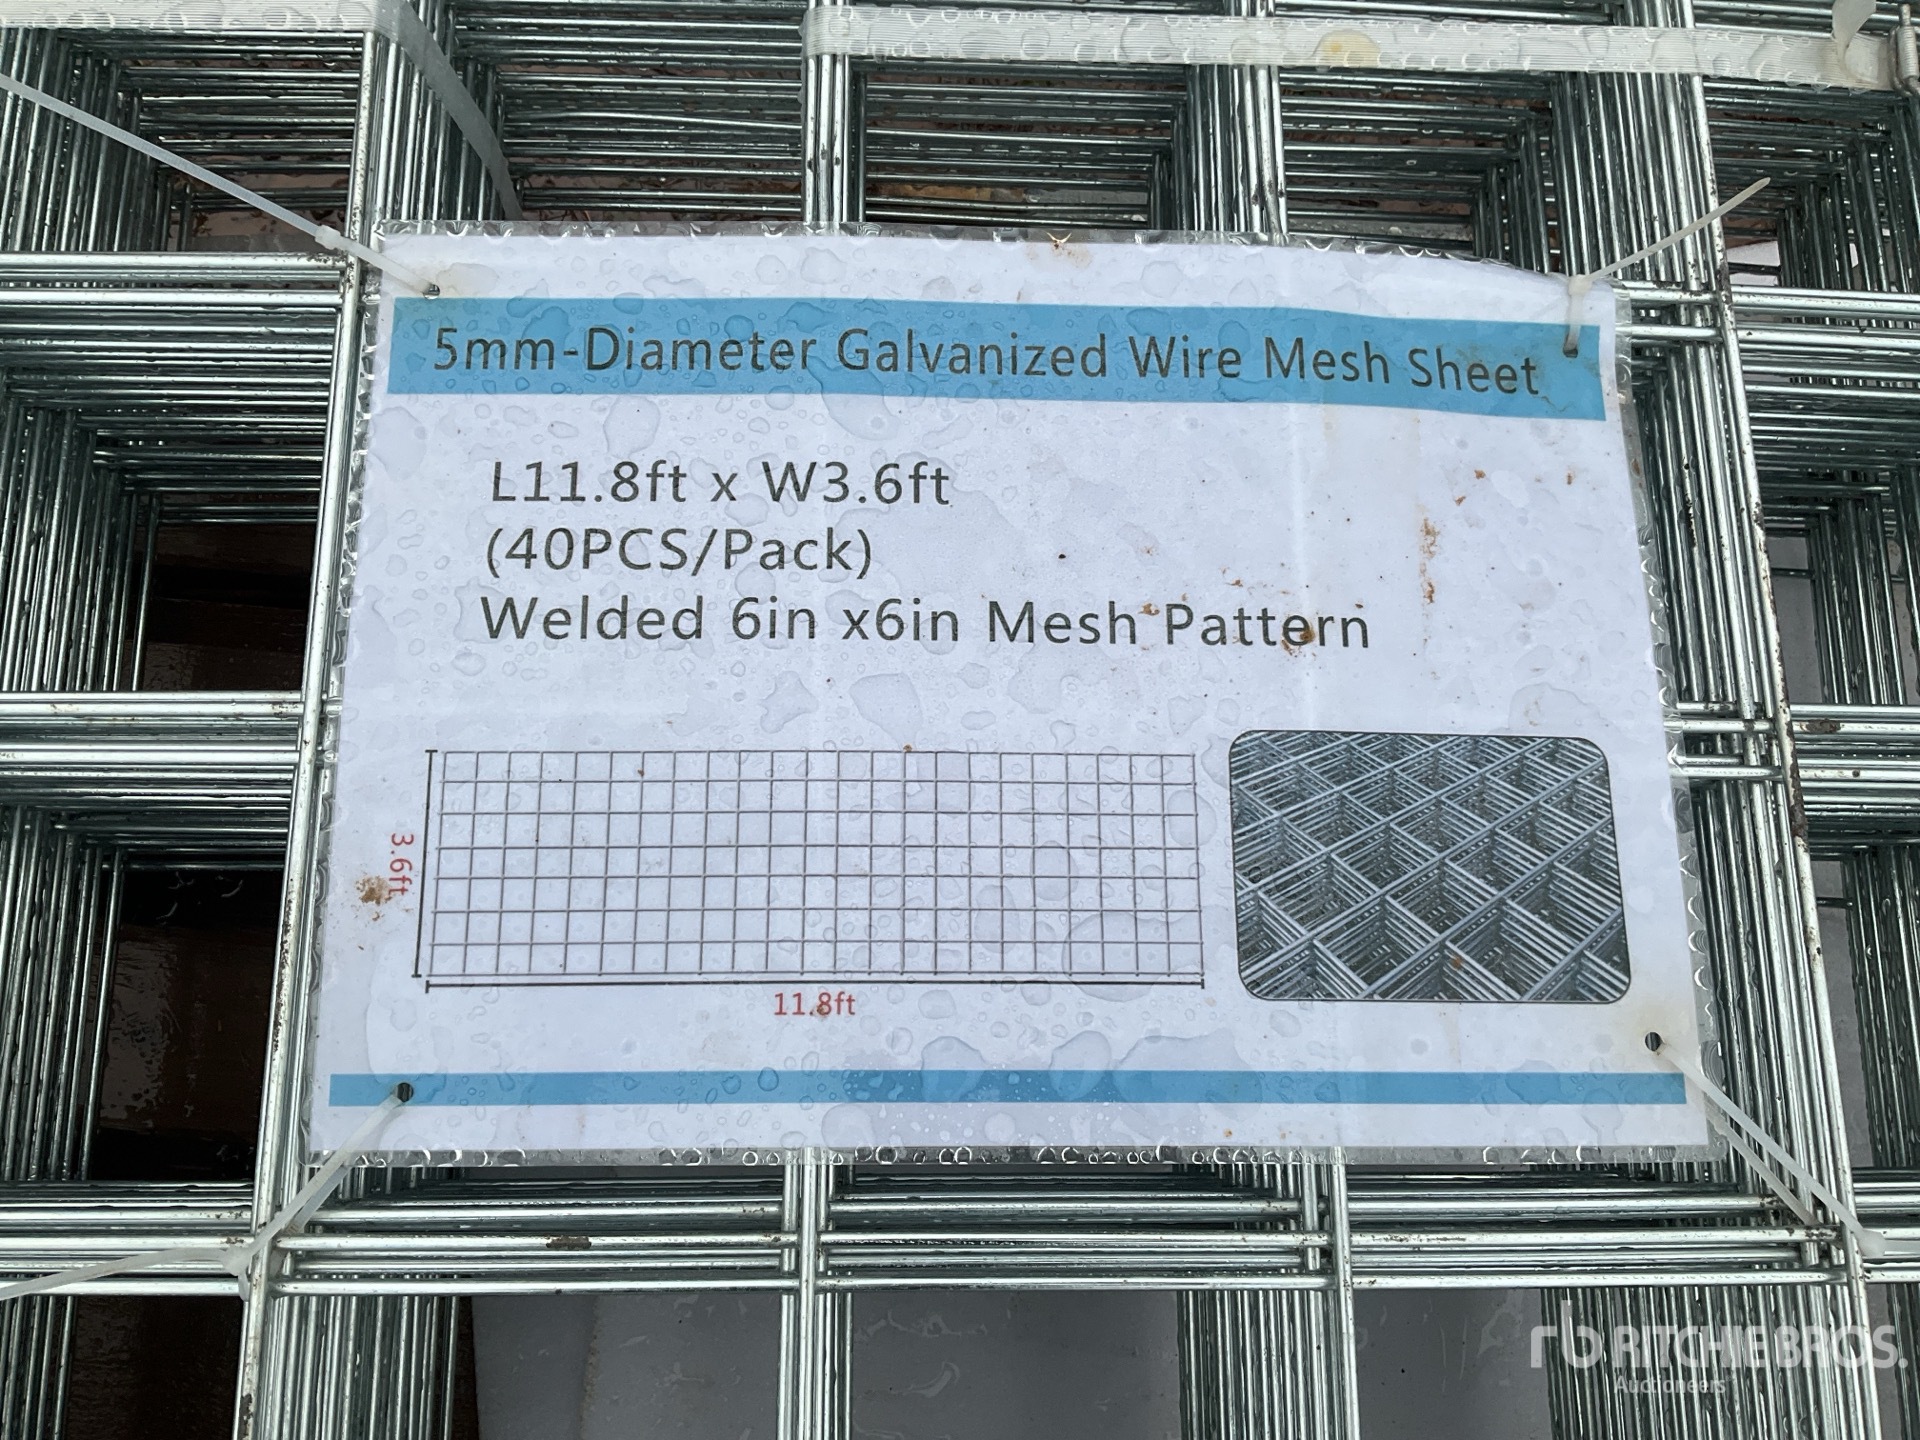 5mm-Diameter Galvanized Wire Mesh Sheet
L11.8ft x W3.6ft
(40PCS/Pack)
Welded 6in x6in Mesh Pattern
3.6ft
11.8ft
rb RITCHIE BROS.
Auctioneers